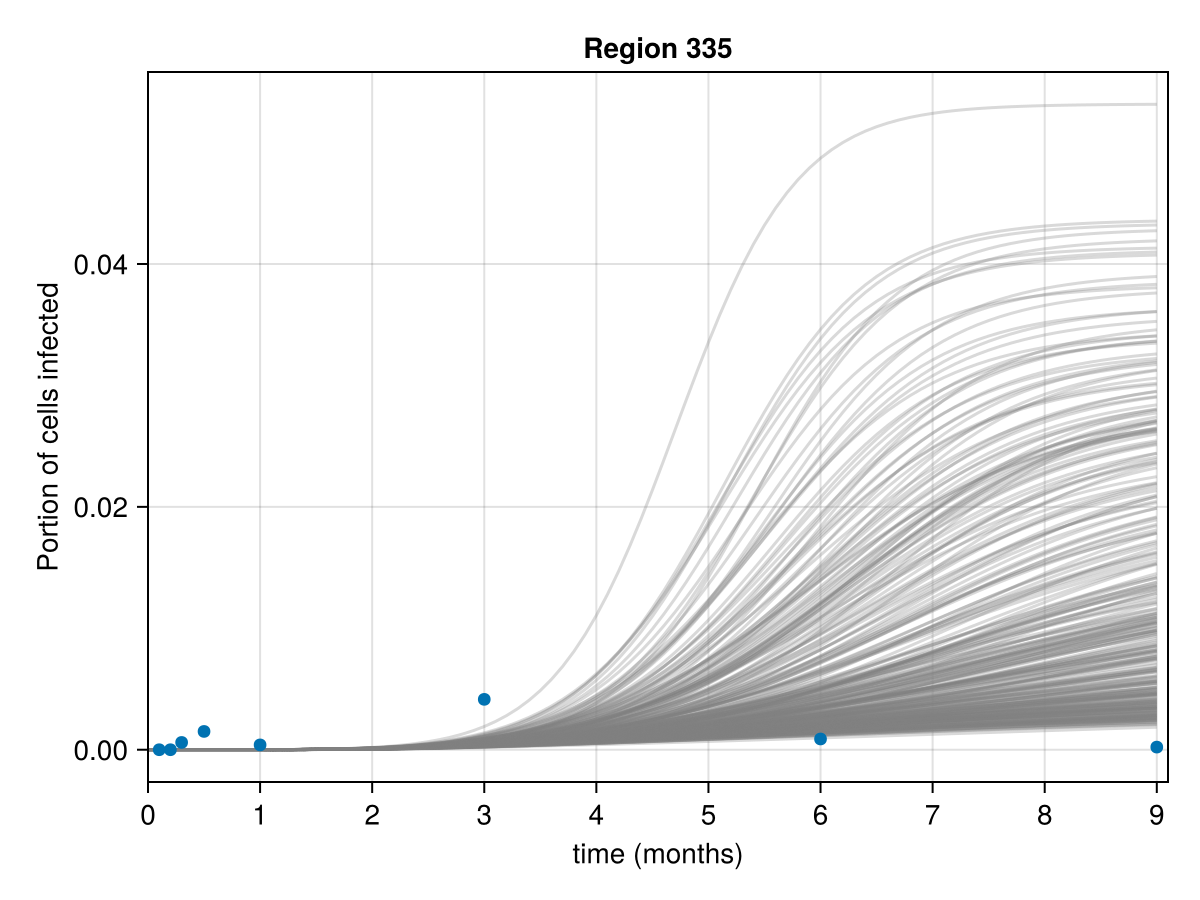 Region 335
Portion of cells infected
0.04
0.02
0.00
0 1 2 3 4 5 6 7 8 9
time (months)